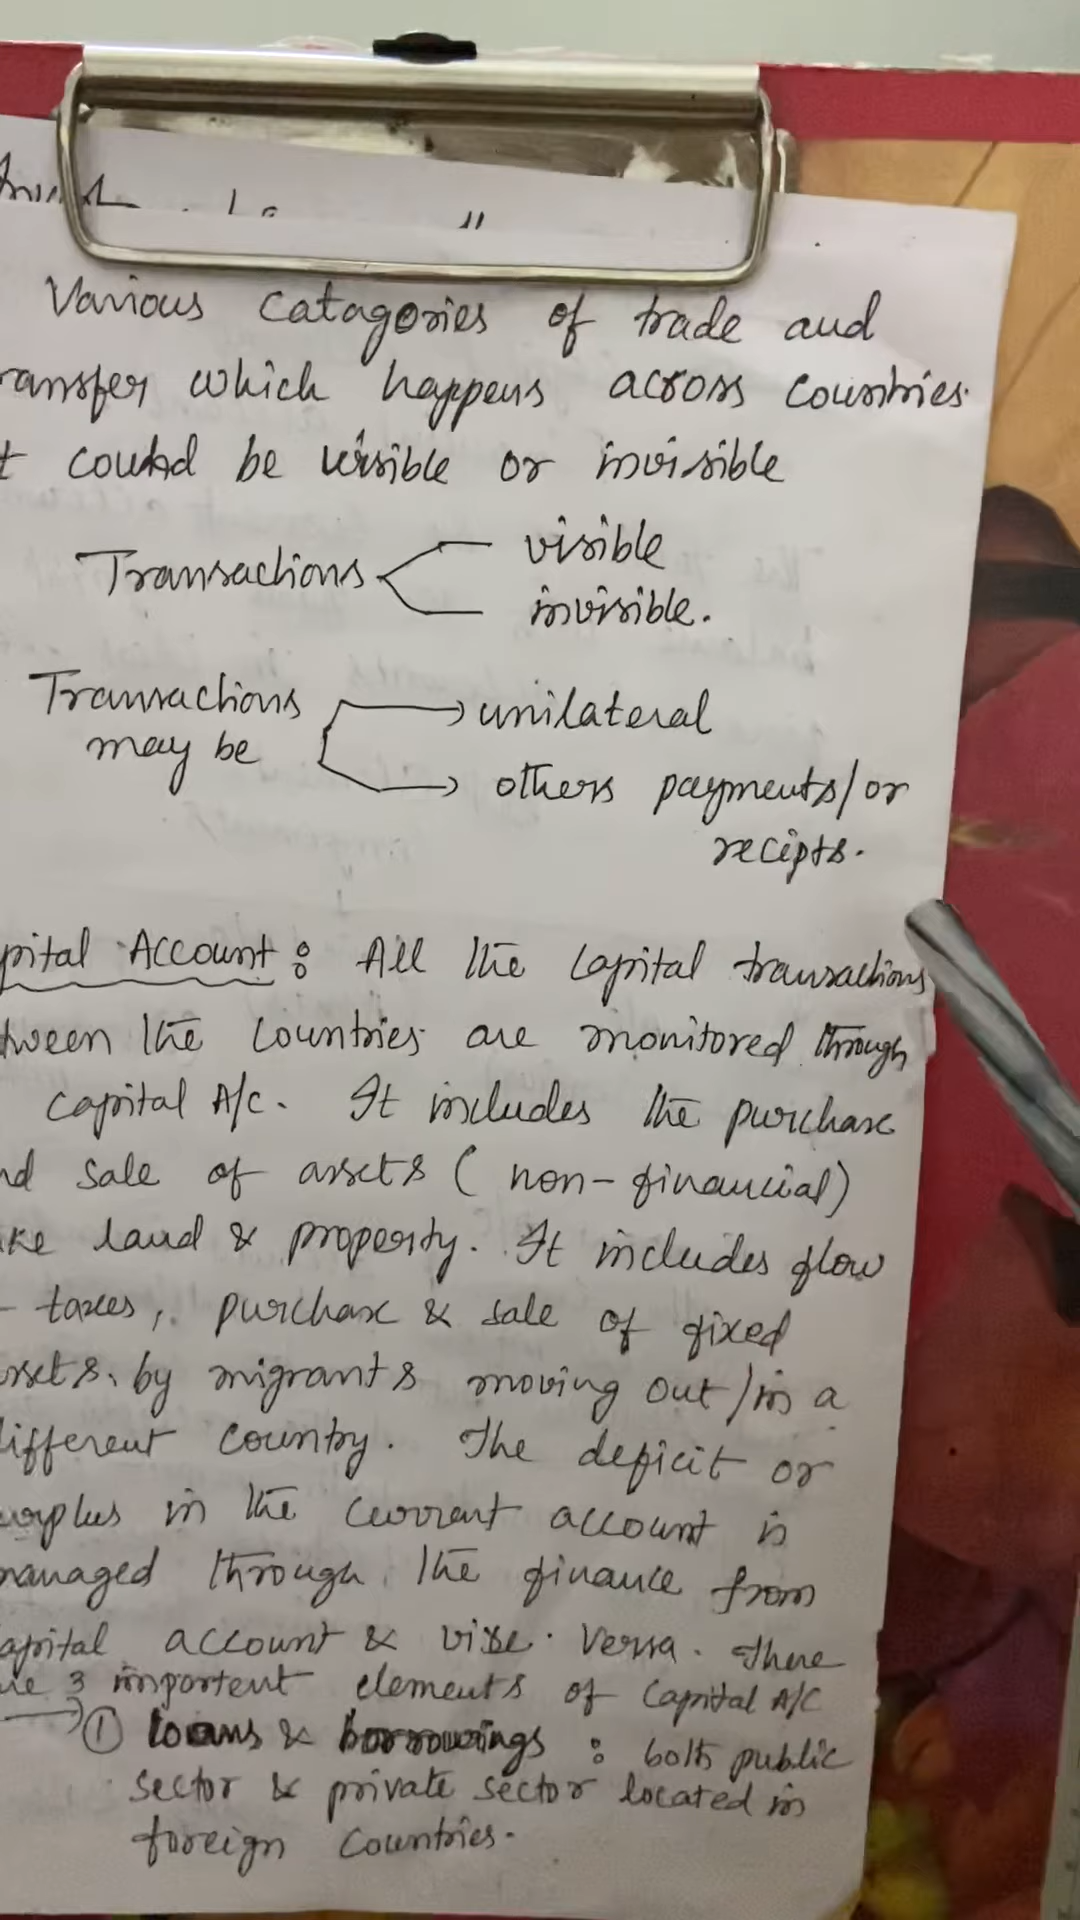 Various catagories of trade and
ransfer which happens across countries.
t could be visible or invisible
Transactions visible
invisible.
Transactions may be → unilateral
→ others payments/or
recipts.
pital Account : All the capital transactions
tween the countries are monitored through
capital A/c. It includes the purchase
nd sale of assets ( non-financial)
ke land & property. It includes flow
taxes, purchase & sale of fixed
ssets. by migrants moving out/in a
ifferent country. The deficit or
urplus in the current account is
anaged through the finance from
apital account & vise. versa. There
re 3 importent elements of Capital A/C
→ ① loans & borrowings : both public
sector & private sector located in
foreign countries.